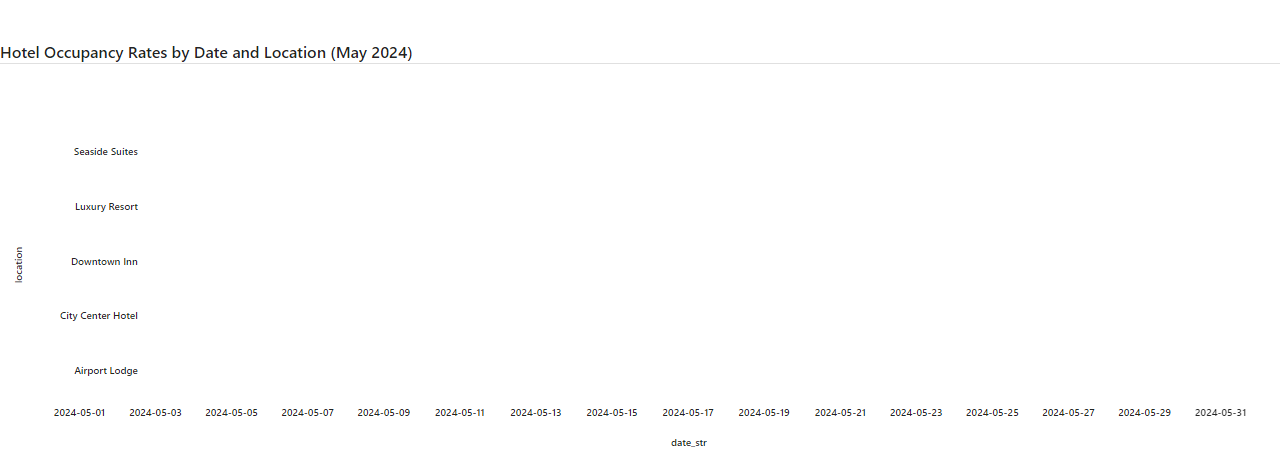 Hotel Occupancy Rates by Date and Location (May 2024)
Seaside Suites
Luxury Resort
Downtown Inn
City Center Hotel
Airport Lodge
location
2024-05-01 2024-05-03 2024-05-05 2024-05-07 2024-05-09 2024-05-11 2024-05-13 2024-05-15 2024-05-17 2024-05-19 2024-05-21 2024-05-23 2024-05-25 2024-05-27 2024-05-29 2024-05-31
date_str